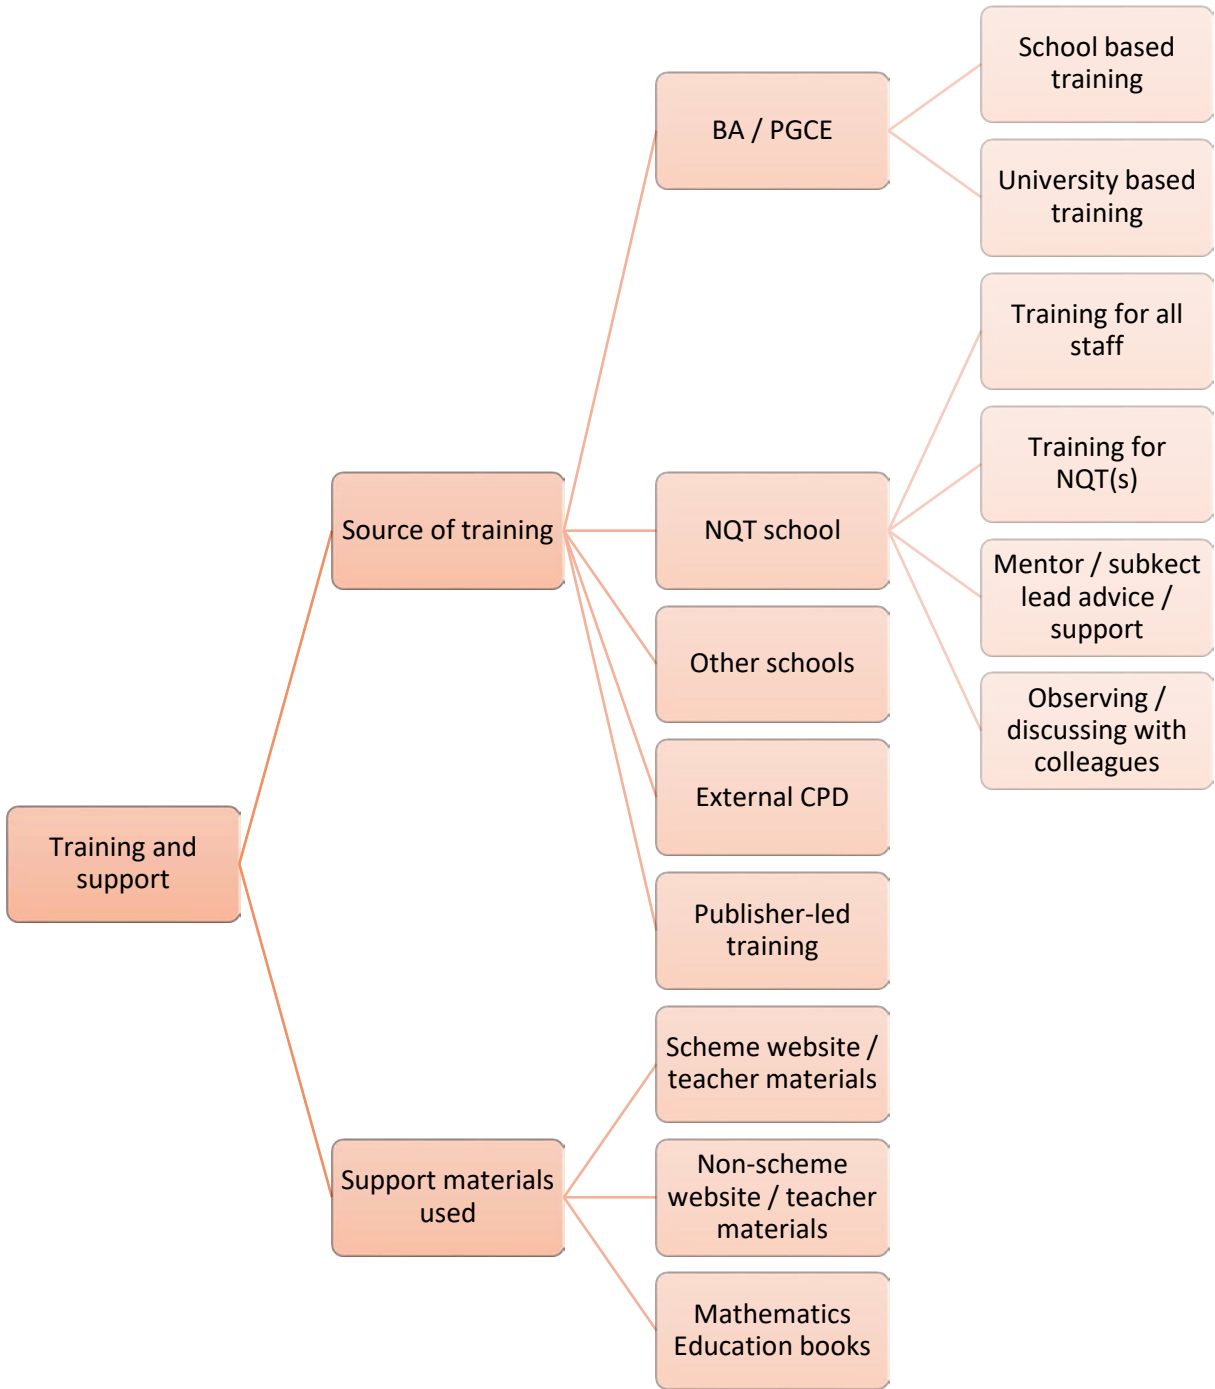 School based
training
BA / PGCE
University based
training
Training for all
staff
Training for
NQT(s)
Source of training
NQT school
Mentor / subkect
lead advice /
support
Other schools
Observing /
discussing with
colleagues
External CPD
Training and
support
Publisher-led
training
Scheme website /
teacher materials
Support materials
used
Non-scheme
website / teacher
materials
Mathematics
Education books